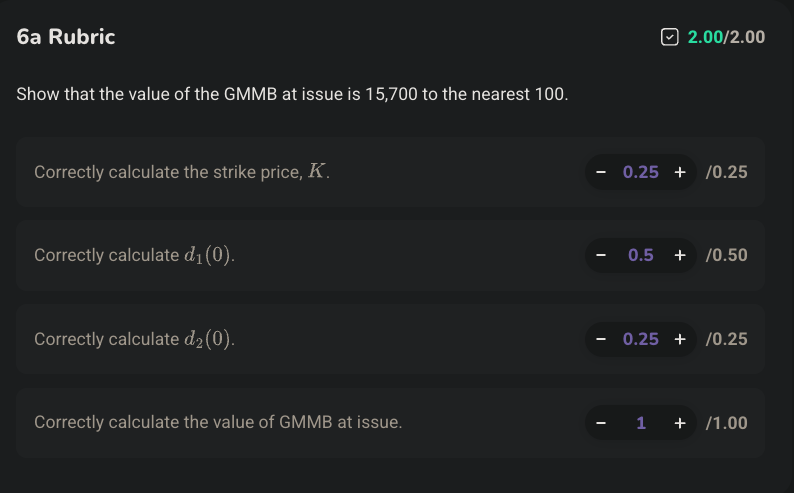 6a Rubric 2.00/2.00
Show that the value of the GMMB at issue is 15,700 to the nearest 100.
Correctly calculate the strike price, K. − 0.25 + /0.25
Correctly calculate d₁(0). − 0.5 + /0.50
Correctly calculate d₂(0). − 0.25 + /0.25
Correctly calculate the value of GMMB at issue. − 1 + /1.00